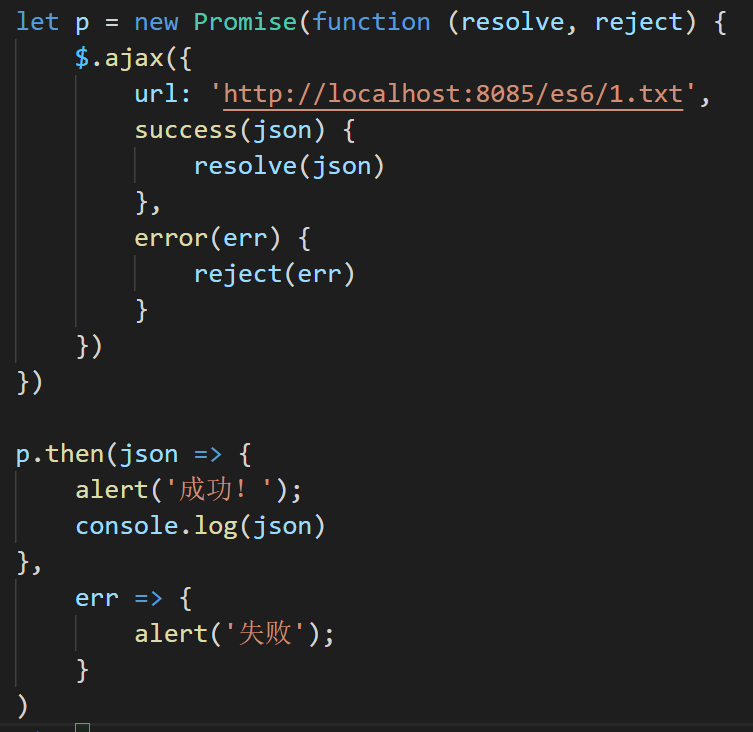 let p = new Promise(function (resolve, reject) {
    $.ajax({
        url: 'http://localhost:8085/es6/1.txt',
        success(json) {
            resolve(json)
        },
        error(err) {
            reject(err)
        }
    })
})

p.then(json => {
    alert('成功！');
    console.log(json)
},
    err => {
        alert('失败');
    }
)